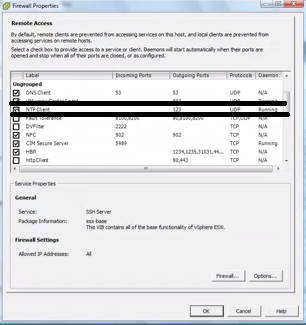 Firewall Properties
Remote Access
By default, remote clients are prevented from accessing services on this host, and local clients are prevented from accessing services on remote hosts.
Select a check box to provide access to a service or client. Daemons will start automatically when their ports are opened and stop when all of their ports are closed, or as configured.
Label Incoming Ports Outgoing Ports Protocols Daemon
Ungrouped
DNS Client 53 53 UDP N/A
NTP Client 123 UDP Running
Fault Tolerance 8100,8200 80,8100,8200 TCP,UDP N/A
DVFilter 2222 TCP N/A
NFC 902 902 TCP N/A
CIM Secure Server 5989 TCP Running
HBR 1234,1235,31031,44... TCP N/A
httpClient 80,443 TCP N/A
Service Properties
General
Service: SSH Server
Package Information: esx-base
This VIB contains all of the base functionality of vSphere ESXi.
Firewall Settings
Allowed IP Addresses: All
Firewall... Options...
OK Cancel Help